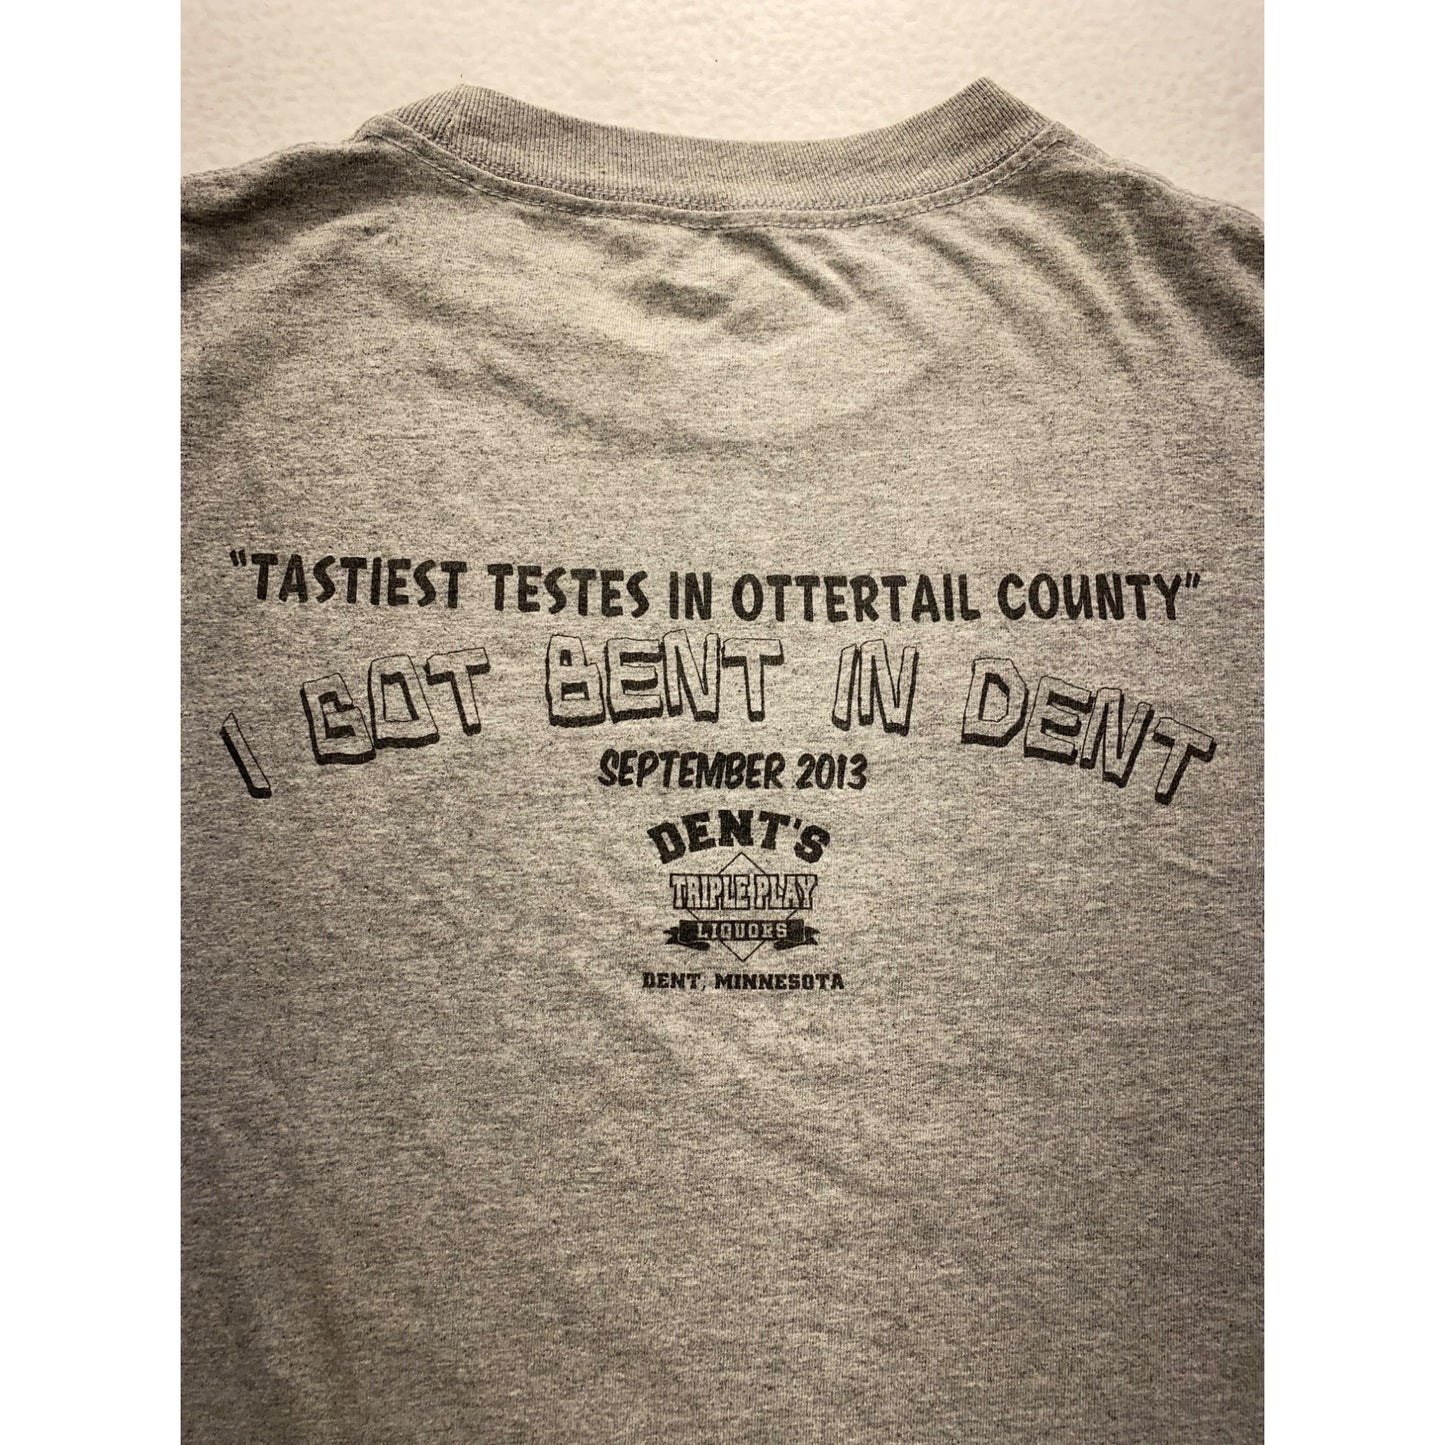 "TASTIEST TESTES IN OTTERTAIL COUNTY"
I GOT BENT IN DENT
SEPTEMBER 2013
DENT'S
TRIPLE PLAY
LIQUORS
DENT, MINNESOTA